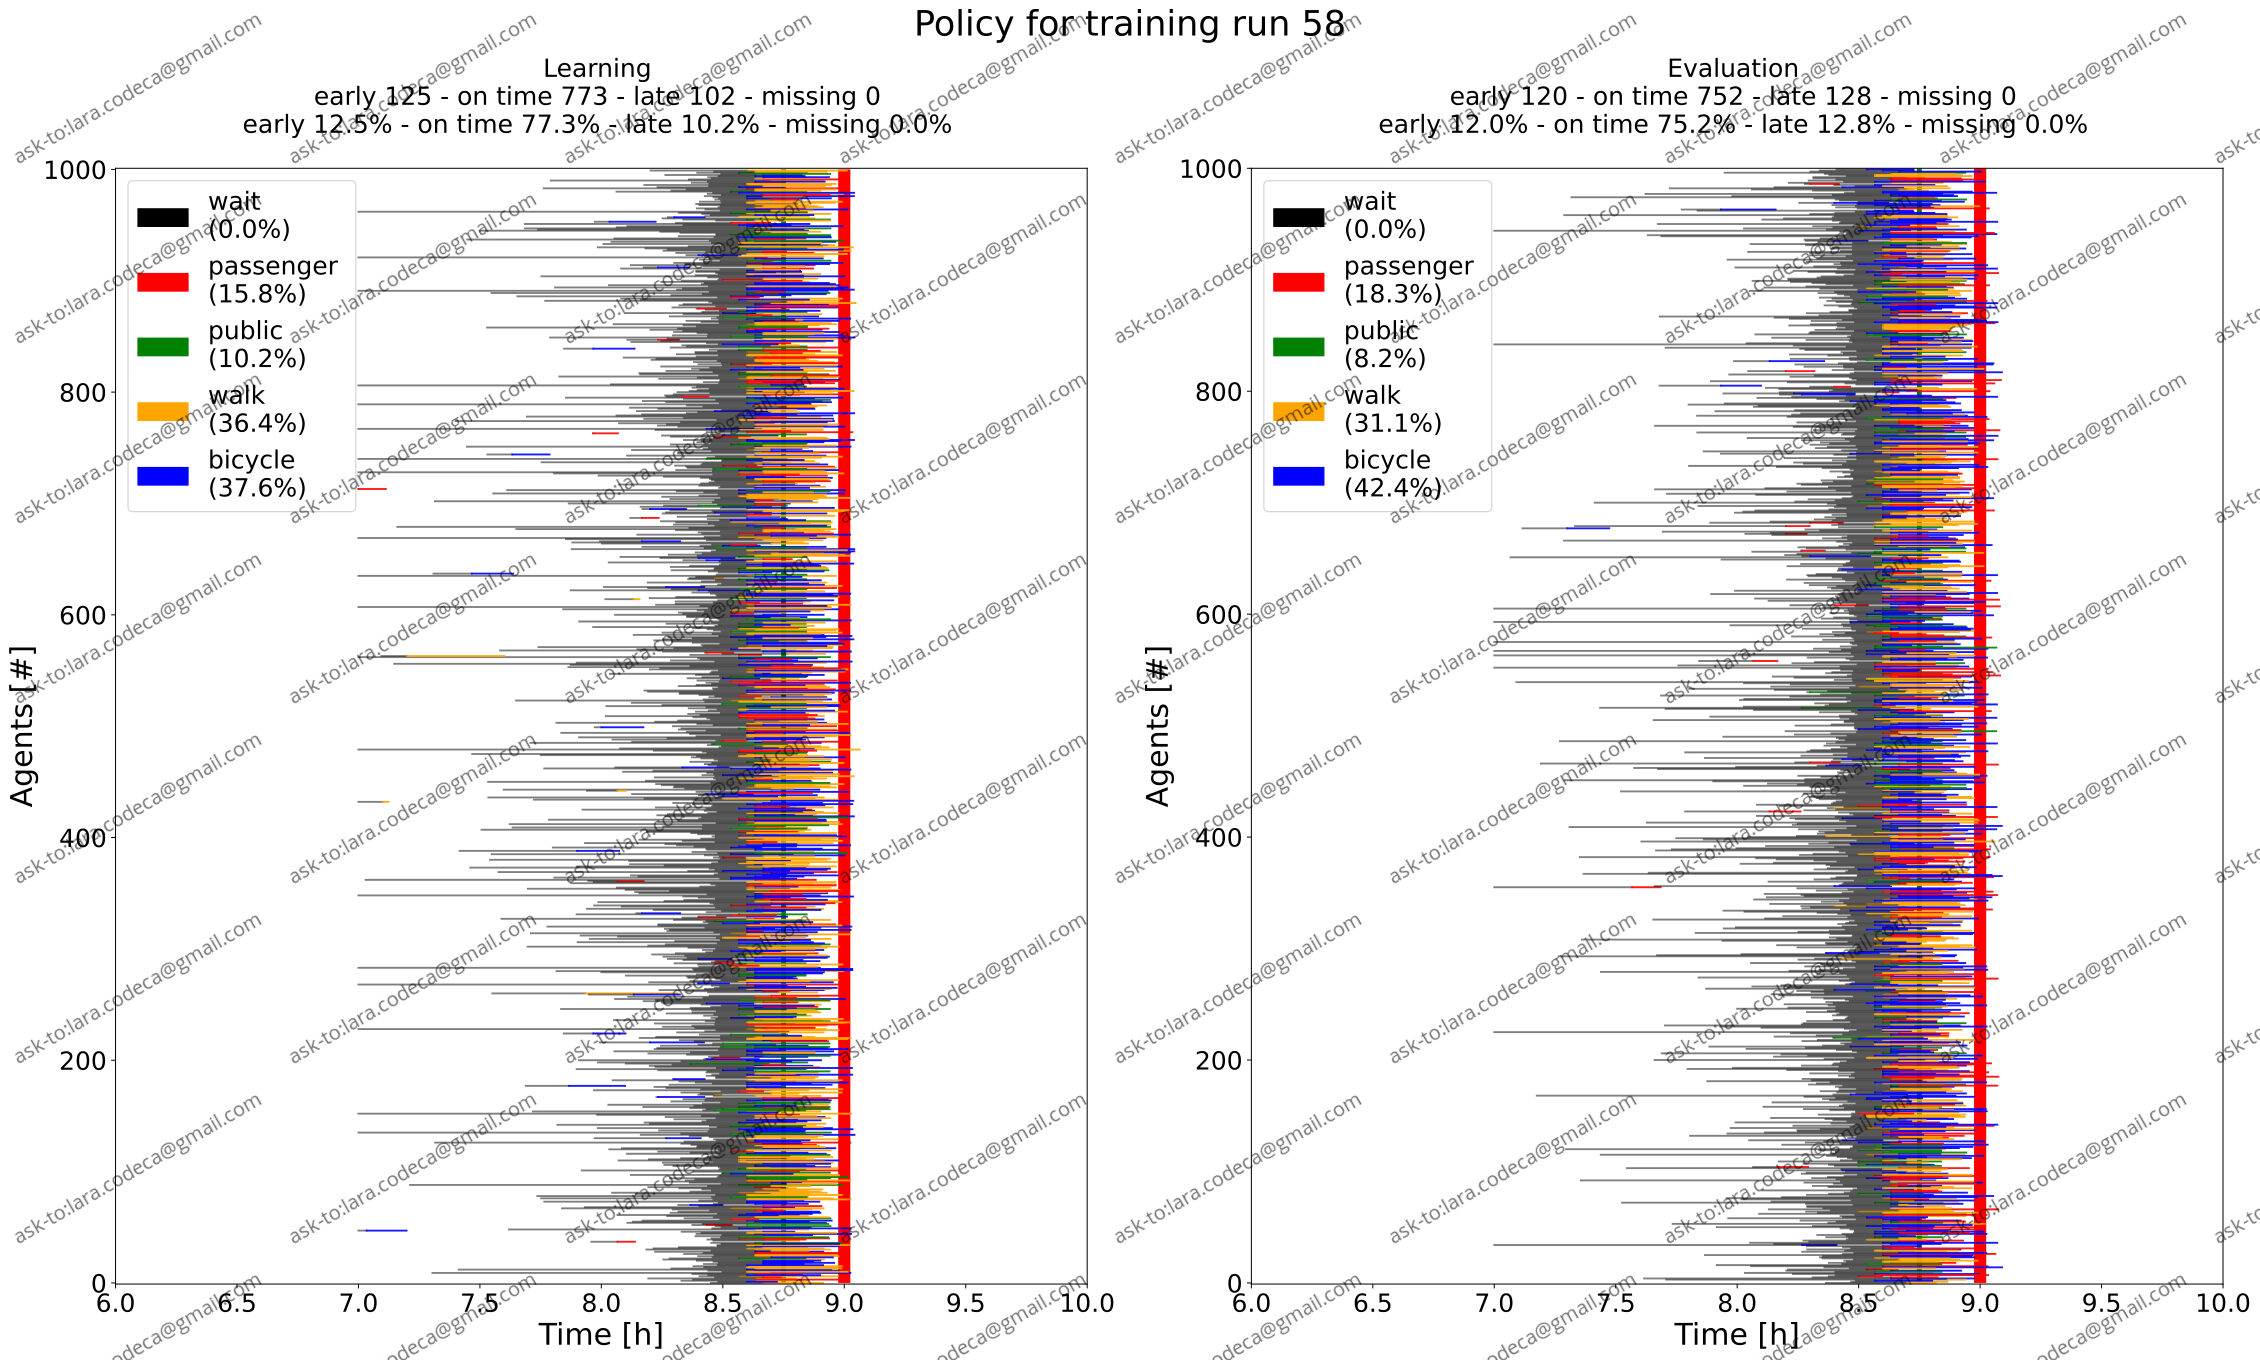 Policy for training run 58
Learning
early 125 - on time 773 - late 102 - missing 0
early 12.5% - on time 77.3% - late 10.2% - missing 0.0%
1000
800
600
400
200
0
Agents [#]
wait
(0.0%)
passenger
(15.8%)
public
(10.2%)
walk
(36.4%)
bicycle
(37.6%)
6.0 6.5 7.0 7.5 8.0 8.5 9.0 9.5 10.0
Time [h]
Evaluation
early 120 - on time 752 - late 128 - missing 0
early 12.0% - on time 75.2% - late 12.8% - missing 0.0%
1000
800
600
400
200
0
Agents [#]
wait
(0.0%)
passenger
(18.3%)
public
(8.2%)
walk
(31.1%)
bicycle
(42.4%)
6.0 6.5 7.0 7.5 8.0 8.5 9.0 9.5 10.0
Time [h]
ask-to:lara.codeca@gmail.com